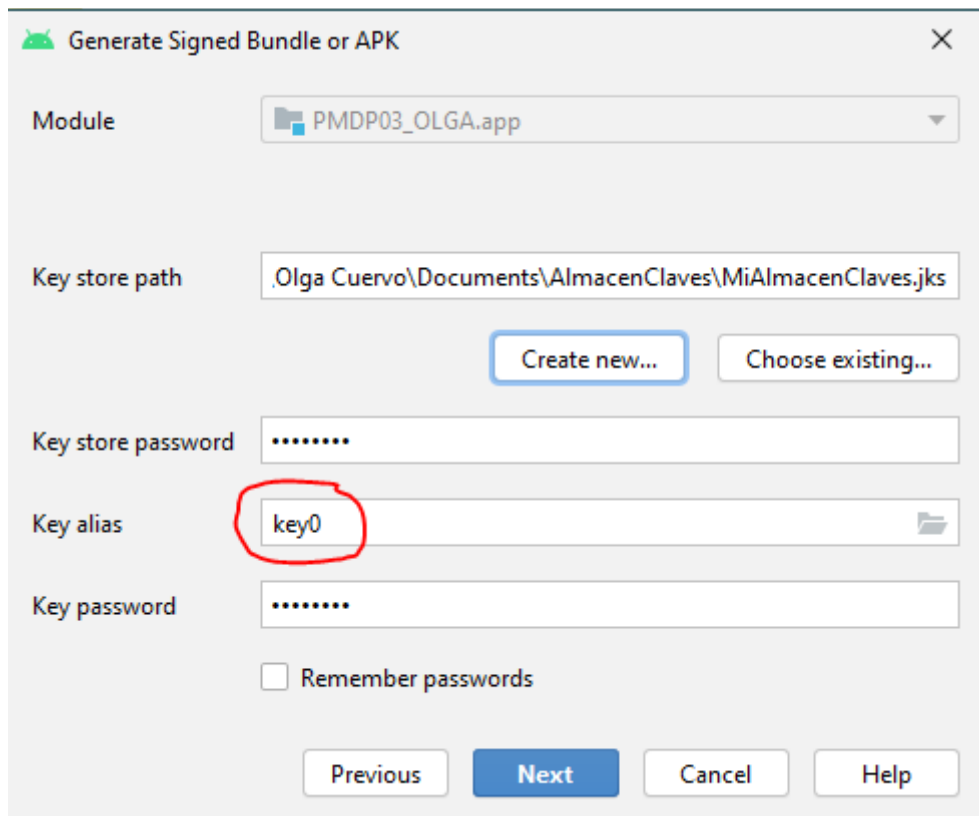 Generate Signed Bundle or APK
Module PMDP03_OLGA.app
Key store path Olga Cuervo\Documents\AlmacenClaves\MiAlmacenClaves.jks
Create new... Choose existing...
Key store password ••••••••
Key alias key0
Key password ••••••••
Remember passwords
Previous Next Cancel Help